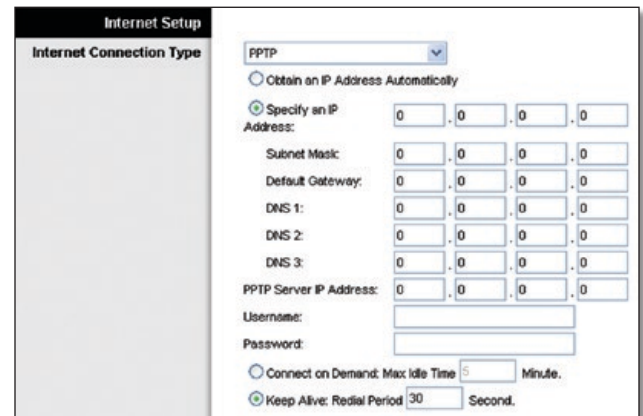 Internet Setup
Internet Connection Type
PPTP
Obtain an IP Address Automatically
Specify an IP
Address:
0 . 0 . 0 . 0
Subnet Mask: 0 . 0 . 0 . 0
Default Gateway: 0 . 0 . 0 . 0
DNS 1: 0 . 0 . 0 . 0
DNS 2: 0 . 0 . 0 . 0
DNS 3: 0 . 0 . 0 . 0
PPTP Server IP Address: 0 . 0 . 0 . 0
Username:
Password:
Connect on Demand: Max Idle Time 5 Minute.
Keep Alive: Redial Period 30 Second.